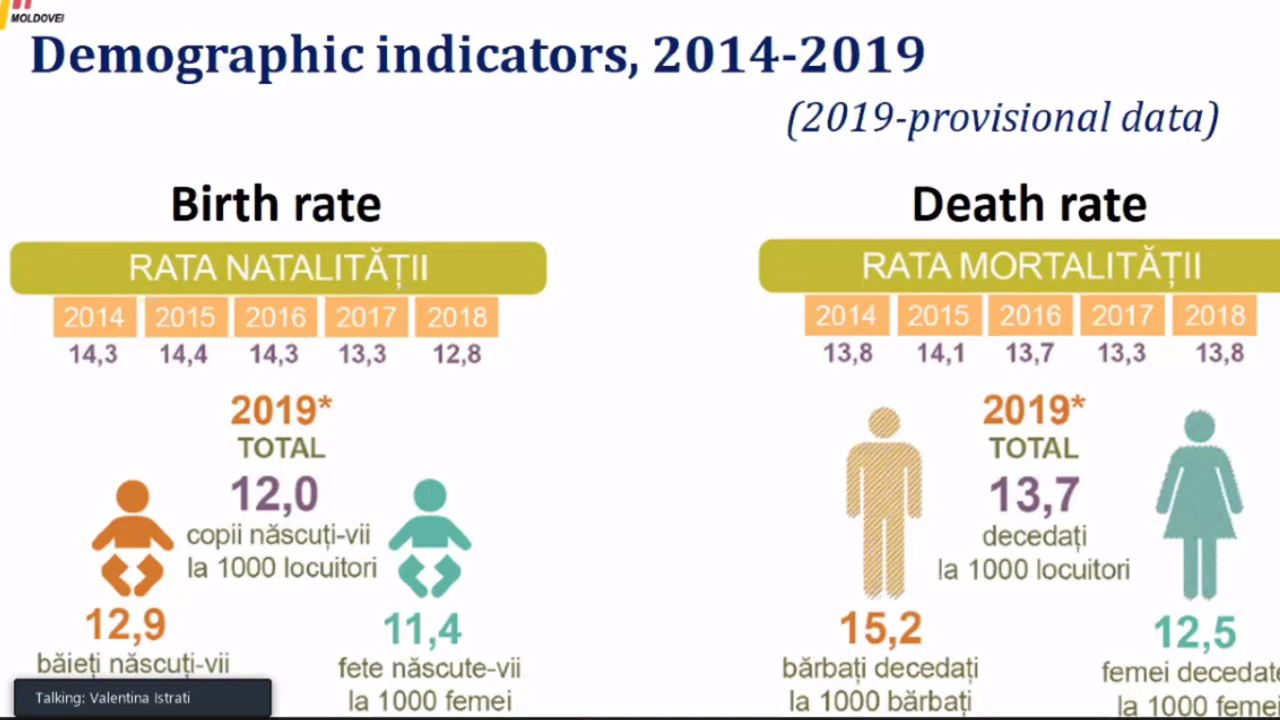 MOLDOVEI
Demographic indicators, 2014-2019
(2019-provisional data)
Birth rate
RATA NATALITĂȚII
2014 2015 2016 2017 2018
14,3 14,4 14,3 13,3 12,8
2019*
TOTAL
12,0
copii născuți-vii
la 1000 locuitori
12,9
băieți născuți-vii
11,4
fete născute-vii
la 1000 femei
Death rate
RATA MORTALITĂȚII
2014 2015 2016 2017 2018
13,8 14,1 13,7 13,3 13,8
2019*
TOTAL
13,7
decedați
la 1000 locuitori
15,2
bărbați decedați
la 1000 bărbați
12,5
femei decedate
la 1000 femei
Talking: Valentina Istrati